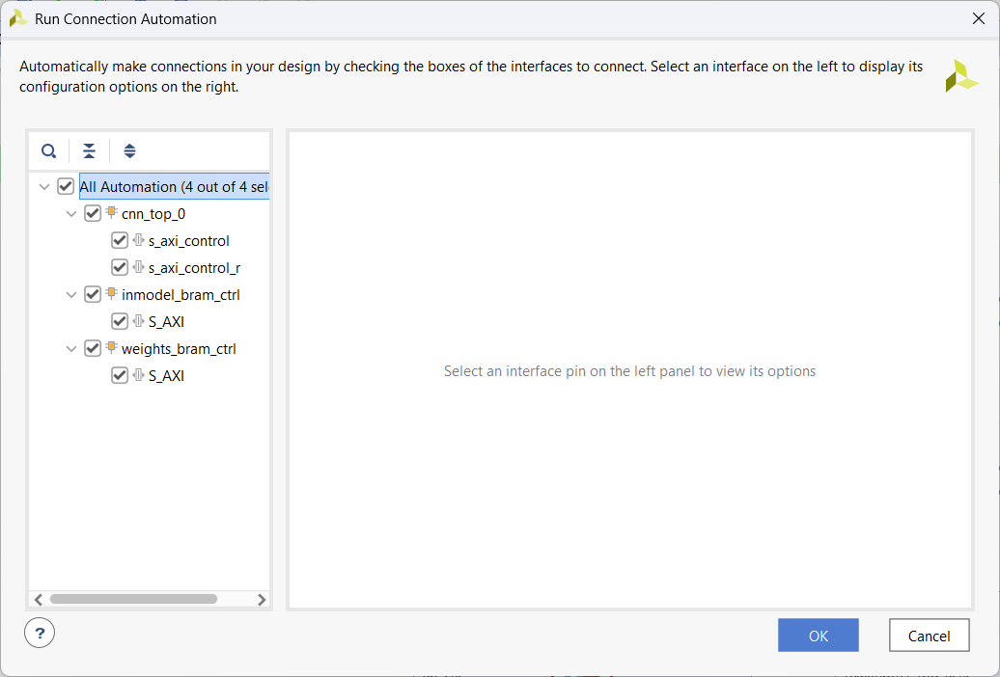 Run Connection Automation
Automatically make connections in your design by checking the boxes of the interfaces to connect. Select an interface on the left to display its
configuration options on the right.
All Automation (4 out of 4 sel
cnn_top_0
s_axi_control
s_axi_control_r
inmodel_bram_ctrl
S_AXI
weights_bram_ctrl
S_AXI
Select an interface pin on the left panel to view its options
?
OK
Cancel